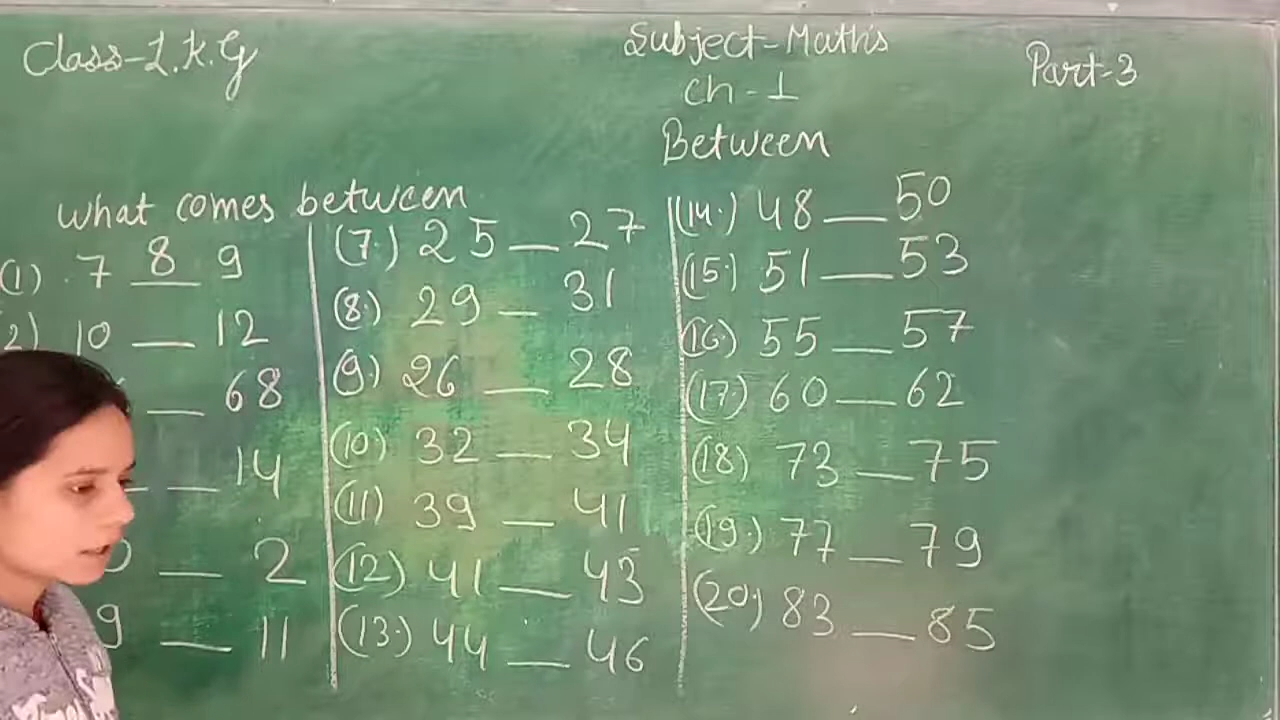 Class-L.K.G
Subject-Maths
Part-3
Ch-1
Between
What comes between
(1) 7 8 9
2) 10 __ 12
__ 68
__ 14
0 __ 2
9 __ 11
(7.) 25 __ 27
(8.) 29 __ 31
(9.) 26 __ 28
(10) 32 __ 34
(11) 39 __ 41
(12) 41 __ 43
(13.) 44 __ 46
(14.) 48 __ 50
(15.) 51 __ 53
(16.) 55 __ 57
(17.) 60 __ 62
(18) 73 __ 75
(19.) 77 __ 79
(20.) 83 __ 85